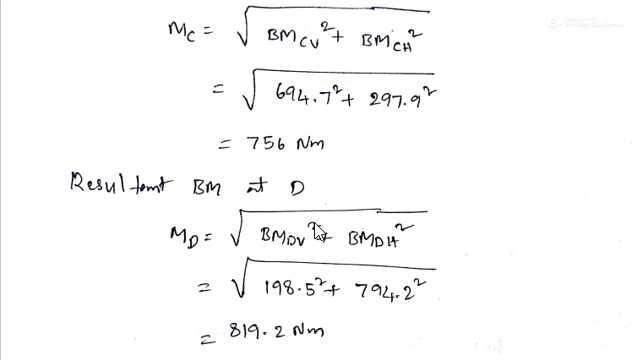 M_C = √(BM_CV² + BM_CH²)
= √(694.7² + 297.9²)
= 756 Nm
Resultant BM at D
M_D = √(BM_DV² + BM_DH²)
= √(198.5² + 794.2²)
= 819.2 Nm